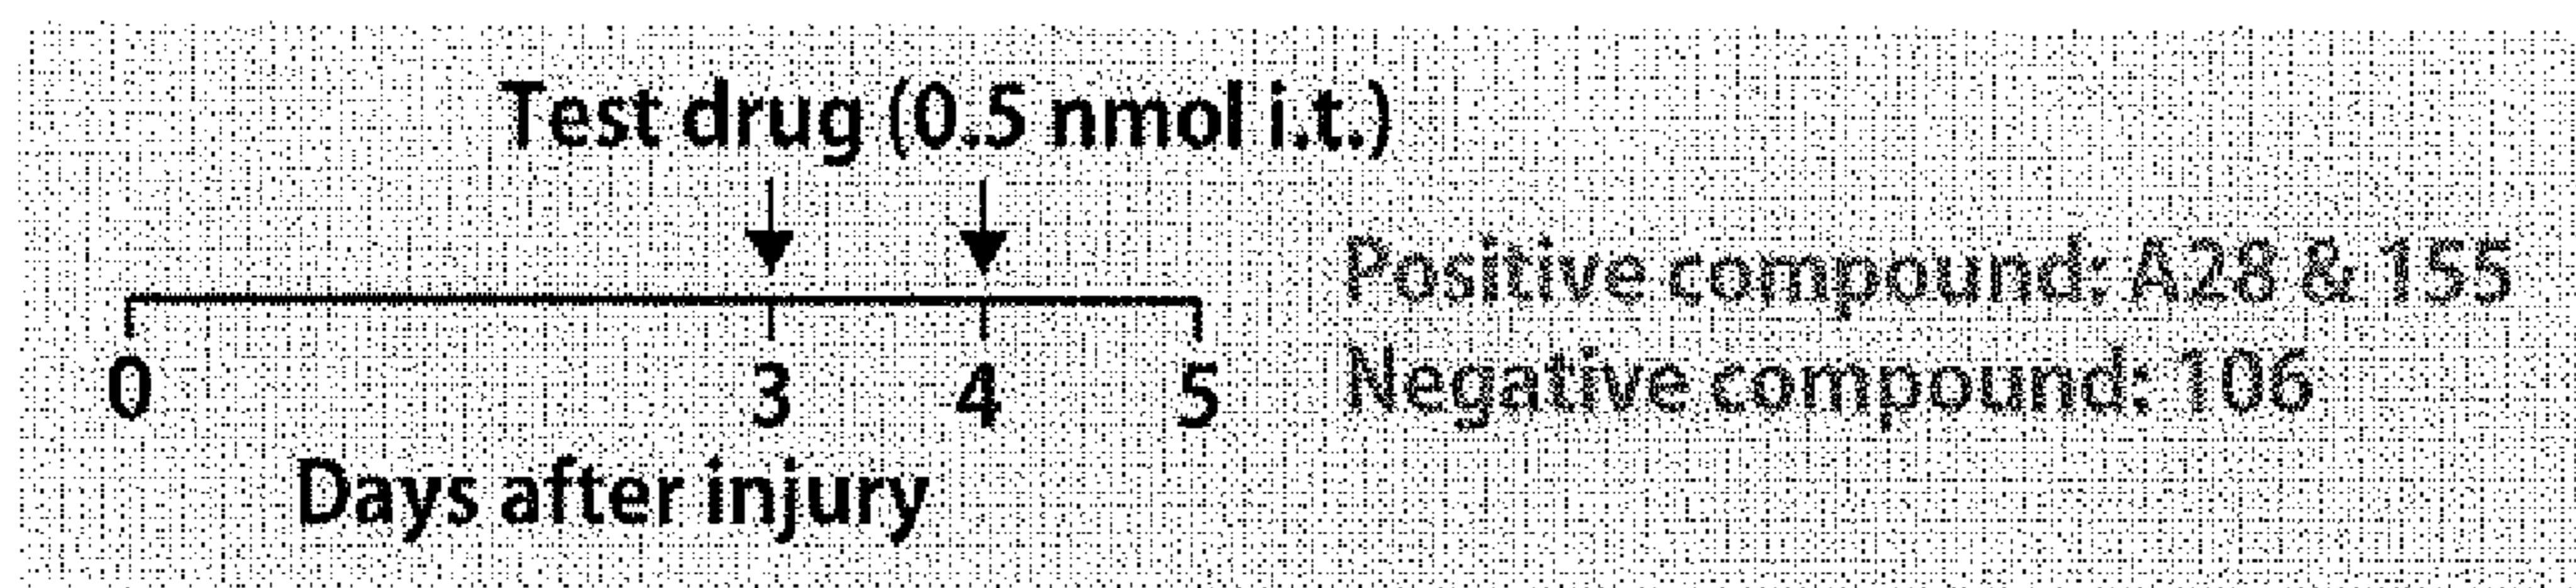 Test drug (0.5 nmol i.t.)
Positive compound: A28 & 155
0 3 4 5
Negative compound: 106
Days after injury